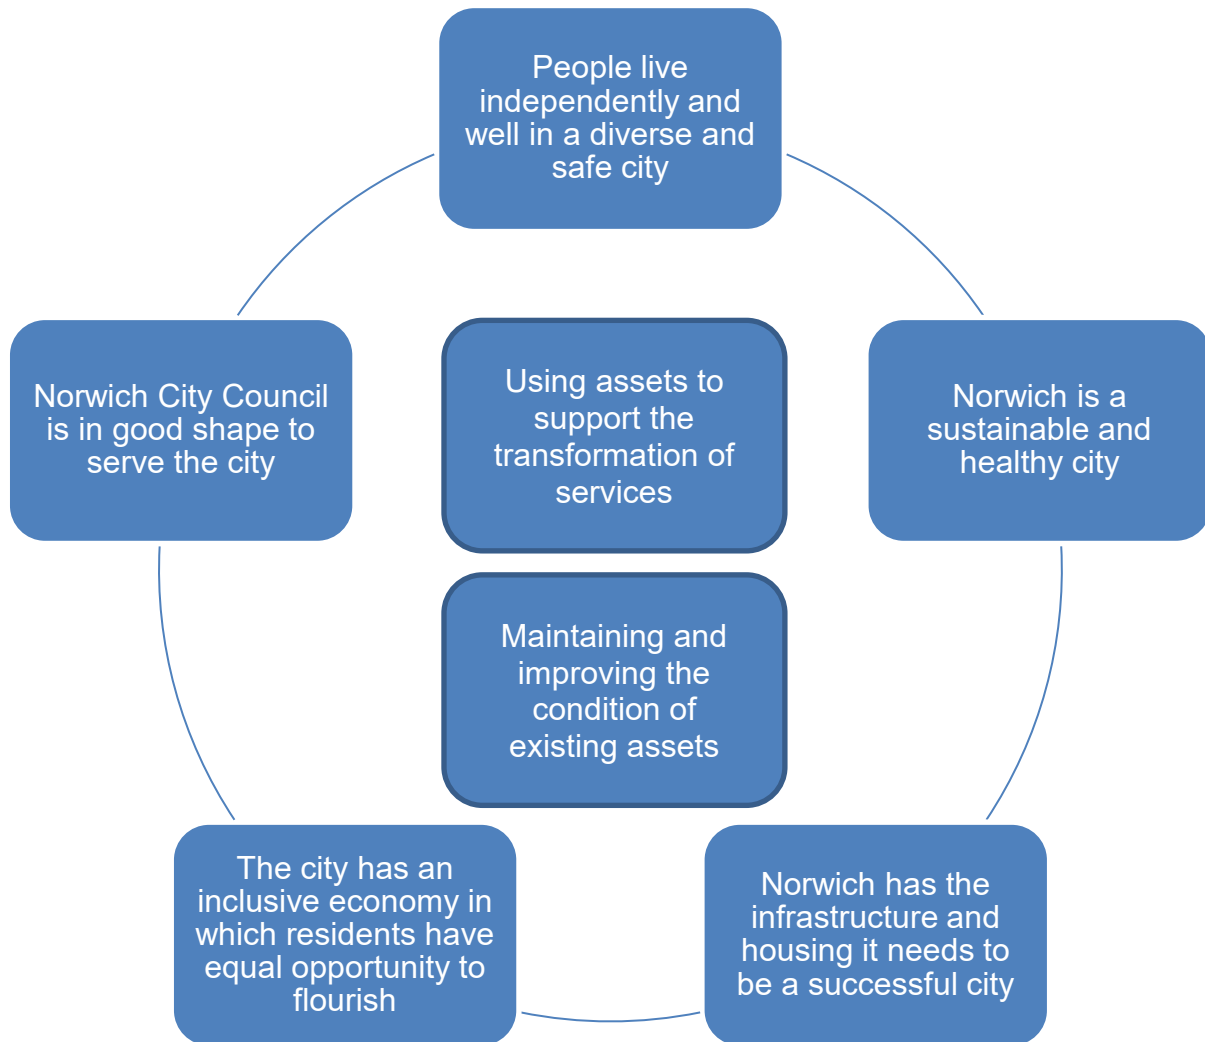 People live
independently and
well in a diverse and
safe city
Norwich City Council
is in good shape to
serve the city
Using assets to
support the
transformation of
services
Norwich is a
sustainable and
healthy city
Maintaining and
improving the
condition of
existing assets
The city has an
inclusive economy in
which residents have
equal opportunity to
flourish
Norwich has the
infrastructure and
housing it needs to
be a successful city